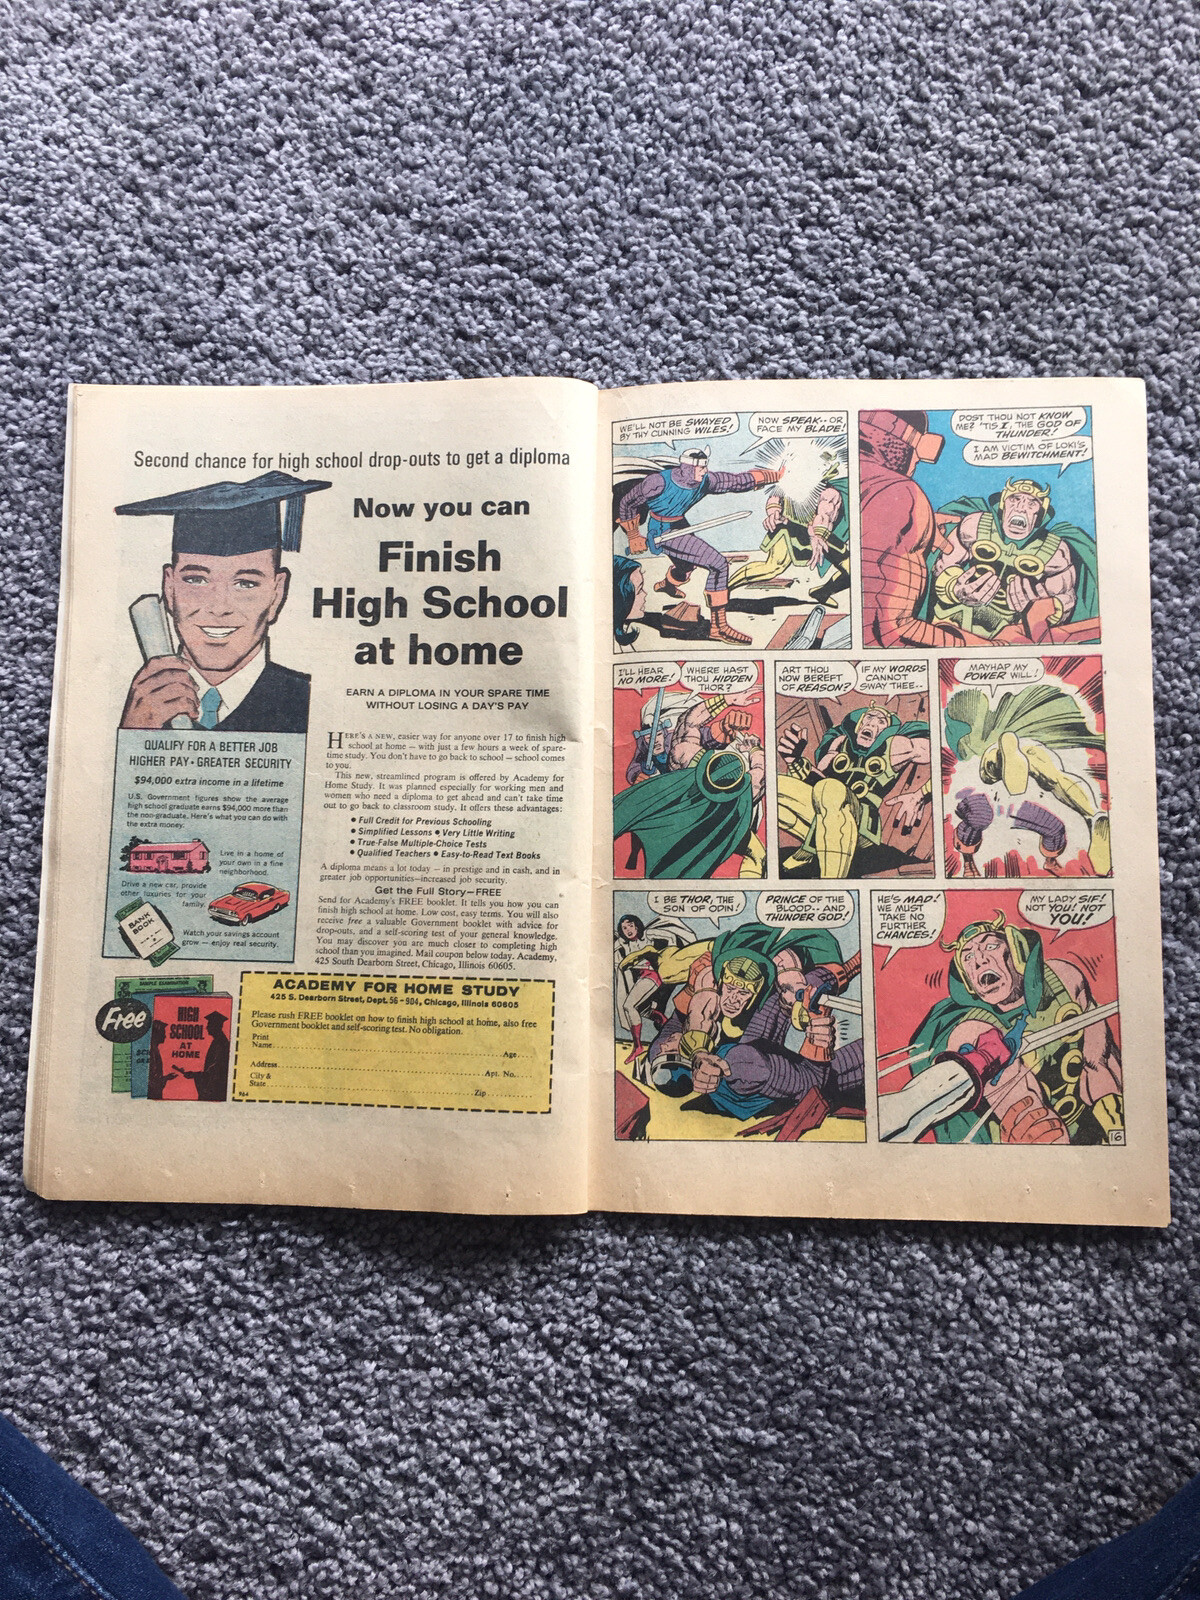 Second chance for high school drop-outs to get a diploma
Now you can
Finish
High School
at home
EARN A DIPLOMA IN YOUR SPARE TIME
WITHOUT LOSING A DAY'S PAY
HERE'S A NEW, easier way for anyone over 17 to finish high
school at home — with just a few hours a week of spare-
time study. You don't have to go back to school — school comes
to you.
This new, streamlined program is offered by Academy for
Home Study. It was planned especially for working men and
women who need a diploma to get ahead and can't take time
out to go back to classroom study. It offers these advantages:
• Full Credit for Previous Schooling
• Simplified Lessons • Very Little Writing
• True-False Multiple-Choice Tests
• Qualified Teachers • Easy-to-Read Text Books
A diploma means a lot today — in prestige and in cash, and in
greater job opportunities—increased job security.
Get the Full Story—FREE
Send for Academy's FREE booklet. It tells you how you can
finish high school at home. Low cost, easy terms. You will also
receive free a valuable Government booklet with advice for
drop-outs, and a self-scoring test of your general knowledge.
You may discover you are much closer to completing high
school than you imagined. Mail coupon below today. Academy,
425 South Dearborn Street, Chicago, Illinois 60605.
QUALIFY FOR A BETTER JOB
HIGHER PAY • GREATER SECURITY
$94,000 extra income in a lifetime
U.S. Government figures show the average
high school graduate earns $94,000 more than
the non-graduate. Here's what you can do with
the extra money.
Live in a home of
your own in a fine
neighborhood.
Drive a new car, provide
other luxuries for your
family.
BANK
BOOK
Watch your savings account
grow — enjoy real security.
Free
SAMPLE EXAMINATION
HIGH
SCHOOL
AT
HOME
ACADEMY FOR HOME STUDY
425 S. Dearborn Street, Dept. 56-904, Chicago, Illinois 60605
Please rush FREE booklet on how to finish high school at home, also free
Government booklet and self-scoring test. No obligation.
Print
Name Age
Address Apt. No.
City &
State Zip
964
WE'LL NOT BE SWAYED
BY THY CUNNING WILES!
NOW SPEAK-- OR
FACE MY BLADE!
DOST THOU NOT KNOW
ME? 'TIS I, THE GOD OF
THUNDER!
I AM VICTIM OF LOKI'S
MAD BEWITCHMENT!
I'LL HEAR
NO MORE!
WHERE HAST
THOU HIDDEN
THOR?
ART THOU
NOW BEREFT
OF REASON?
IF MY WORDS
CANNOT
SWAY THEE--
MAYHAP MY
POWER WILL!
I BE THOR, THE
SON OF ODIN!
PRINCE OF THE
BLOOD-- AND
THUNDER GOD!
HE'S MAD!
WE MUST
TAKE NO
FURTHER
CHANCES!
MY LADY SIF!
NOT YOU! NOT
YOU!
16